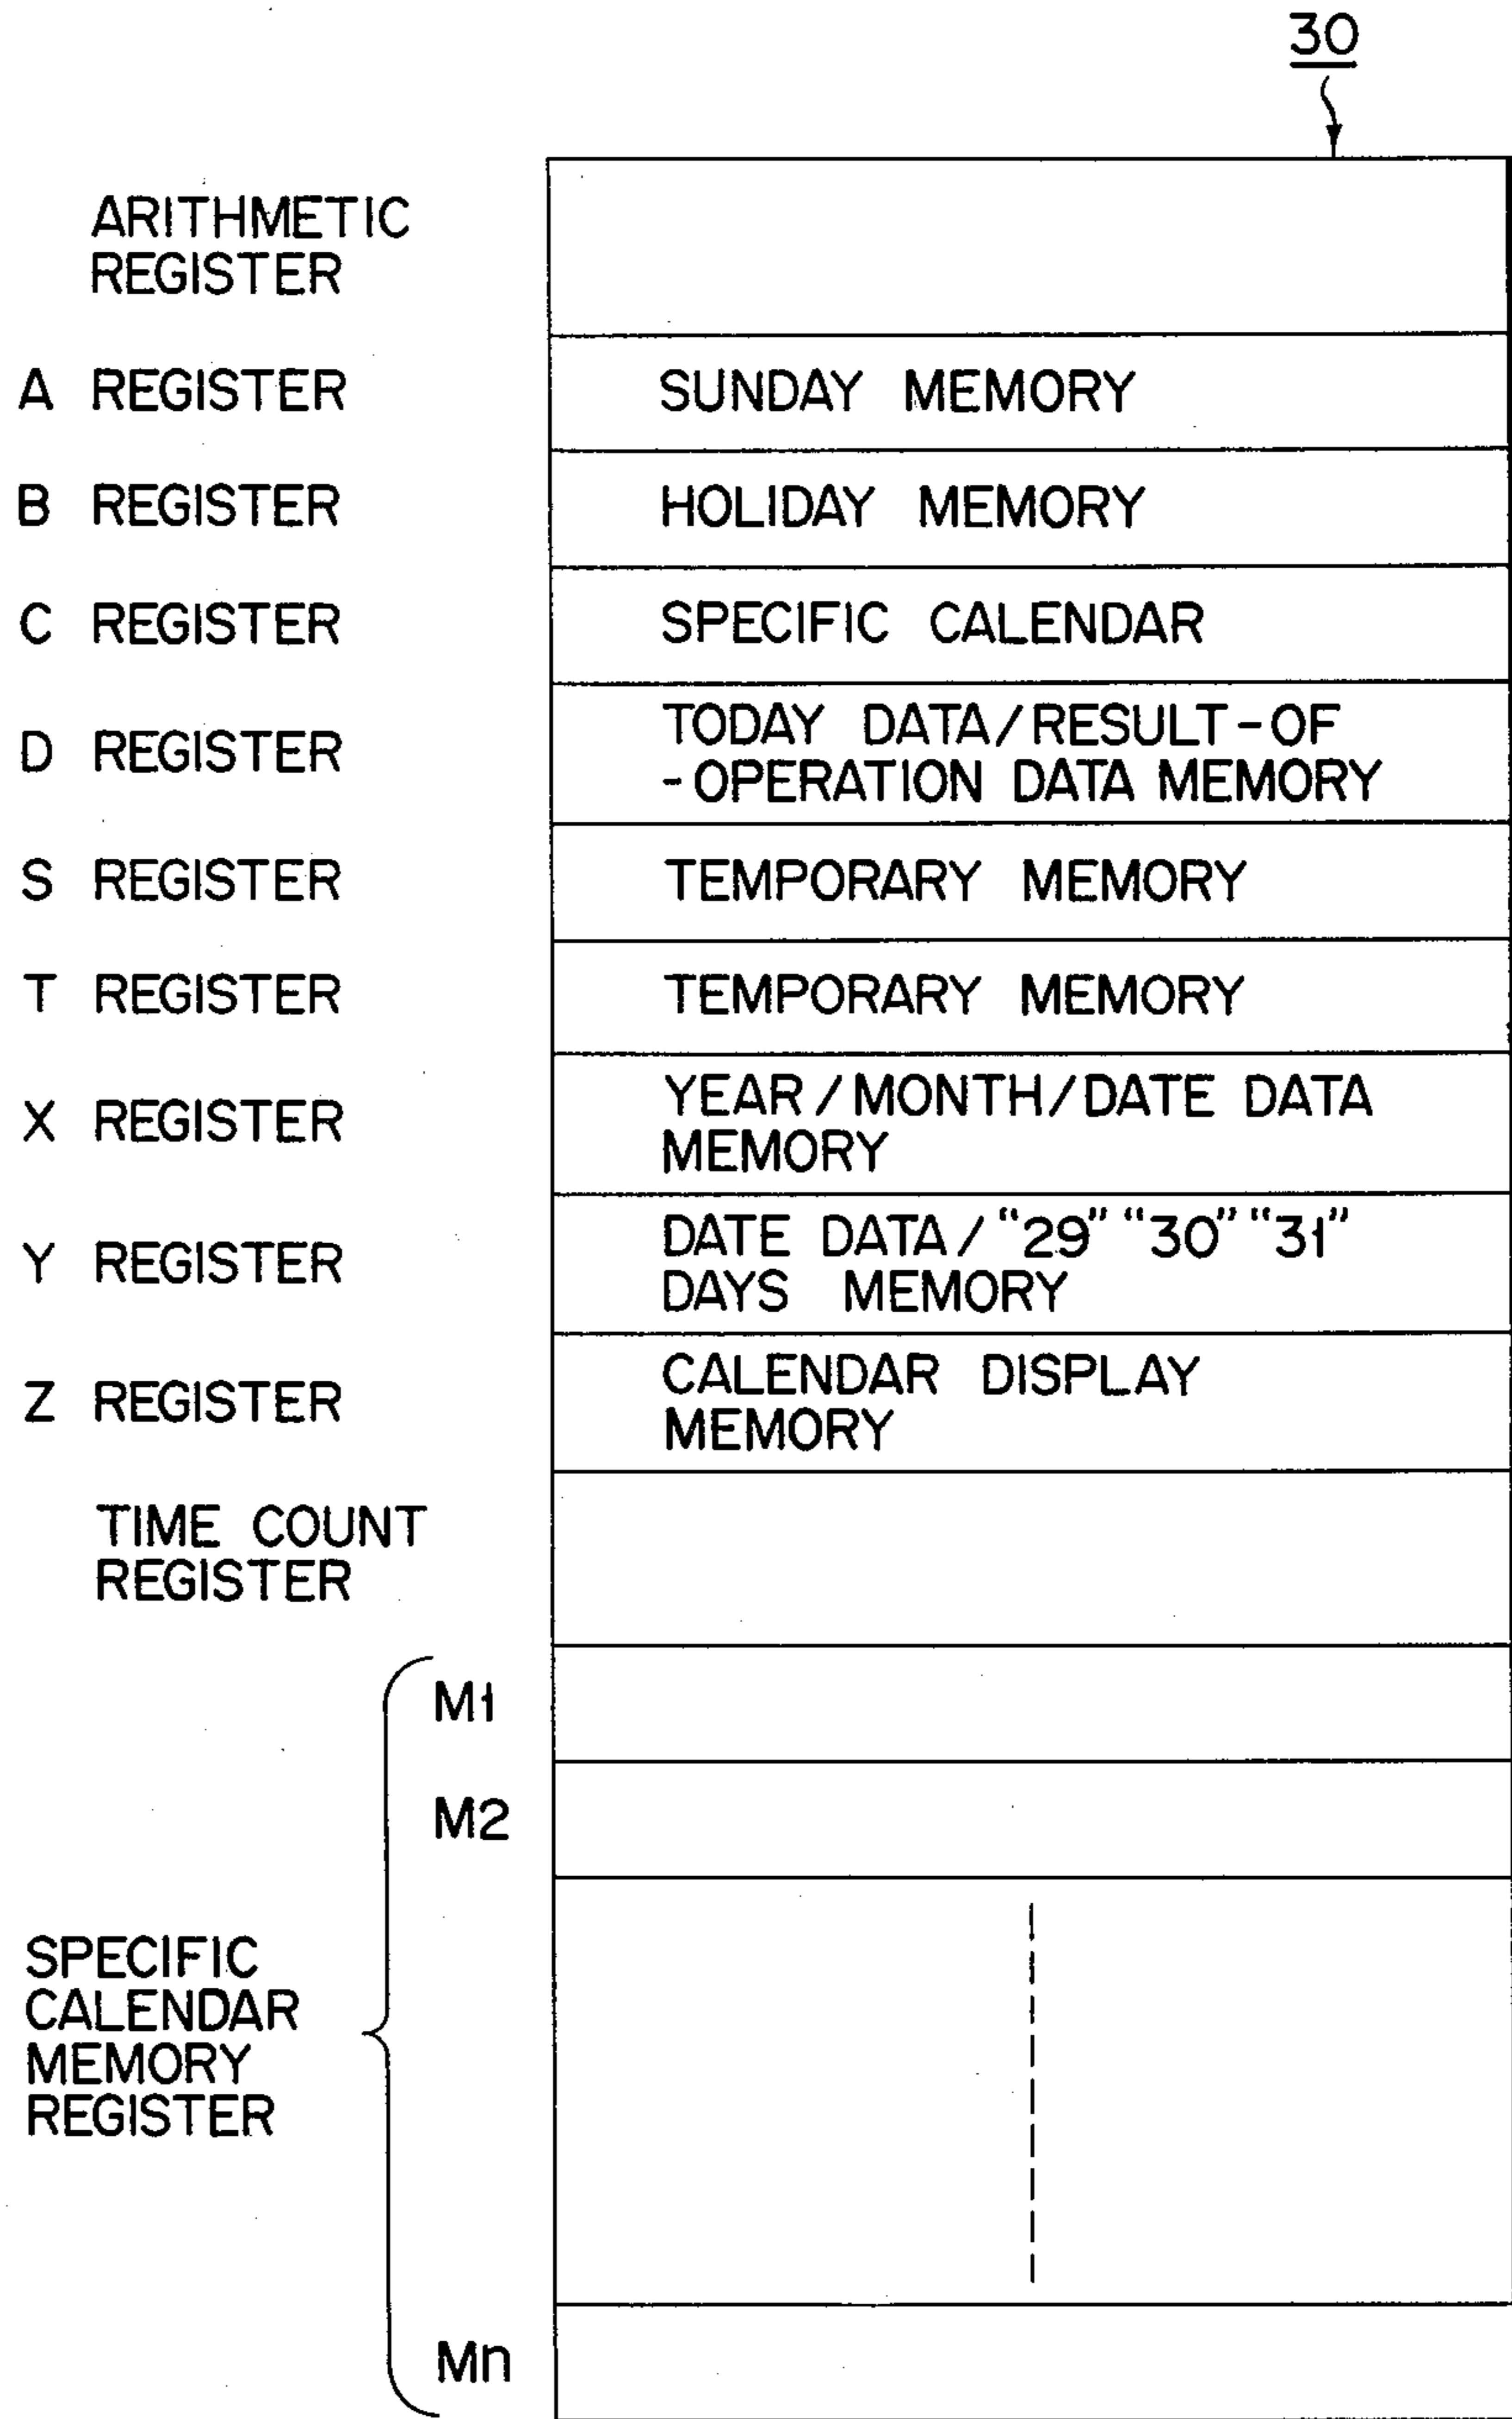 30
ARITHMETIC
REGISTER
A REGISTER
SUNDAY MEMORY
B REGISTER
HOLIDAY MEMORY
C REGISTER
SPECIFIC CALENDAR
D REGISTER
TODAY DATA/RESULT-OF
-OPERATION DATA MEMORY
S REGISTER
TEMPORARY MEMORY
T REGISTER
TEMPORARY MEMORY
X REGISTER
YEAR/MONTH/DATE DATA
MEMORY
Y REGISTER
DATE DATA/“29” “30” “31”
DAYS MEMORY
Z REGISTER
CALENDAR DISPLAY
MEMORY
TIME COUNT
REGISTER
M1
M2
SPECIFIC
CALENDAR
MEMORY
REGISTER
Mn